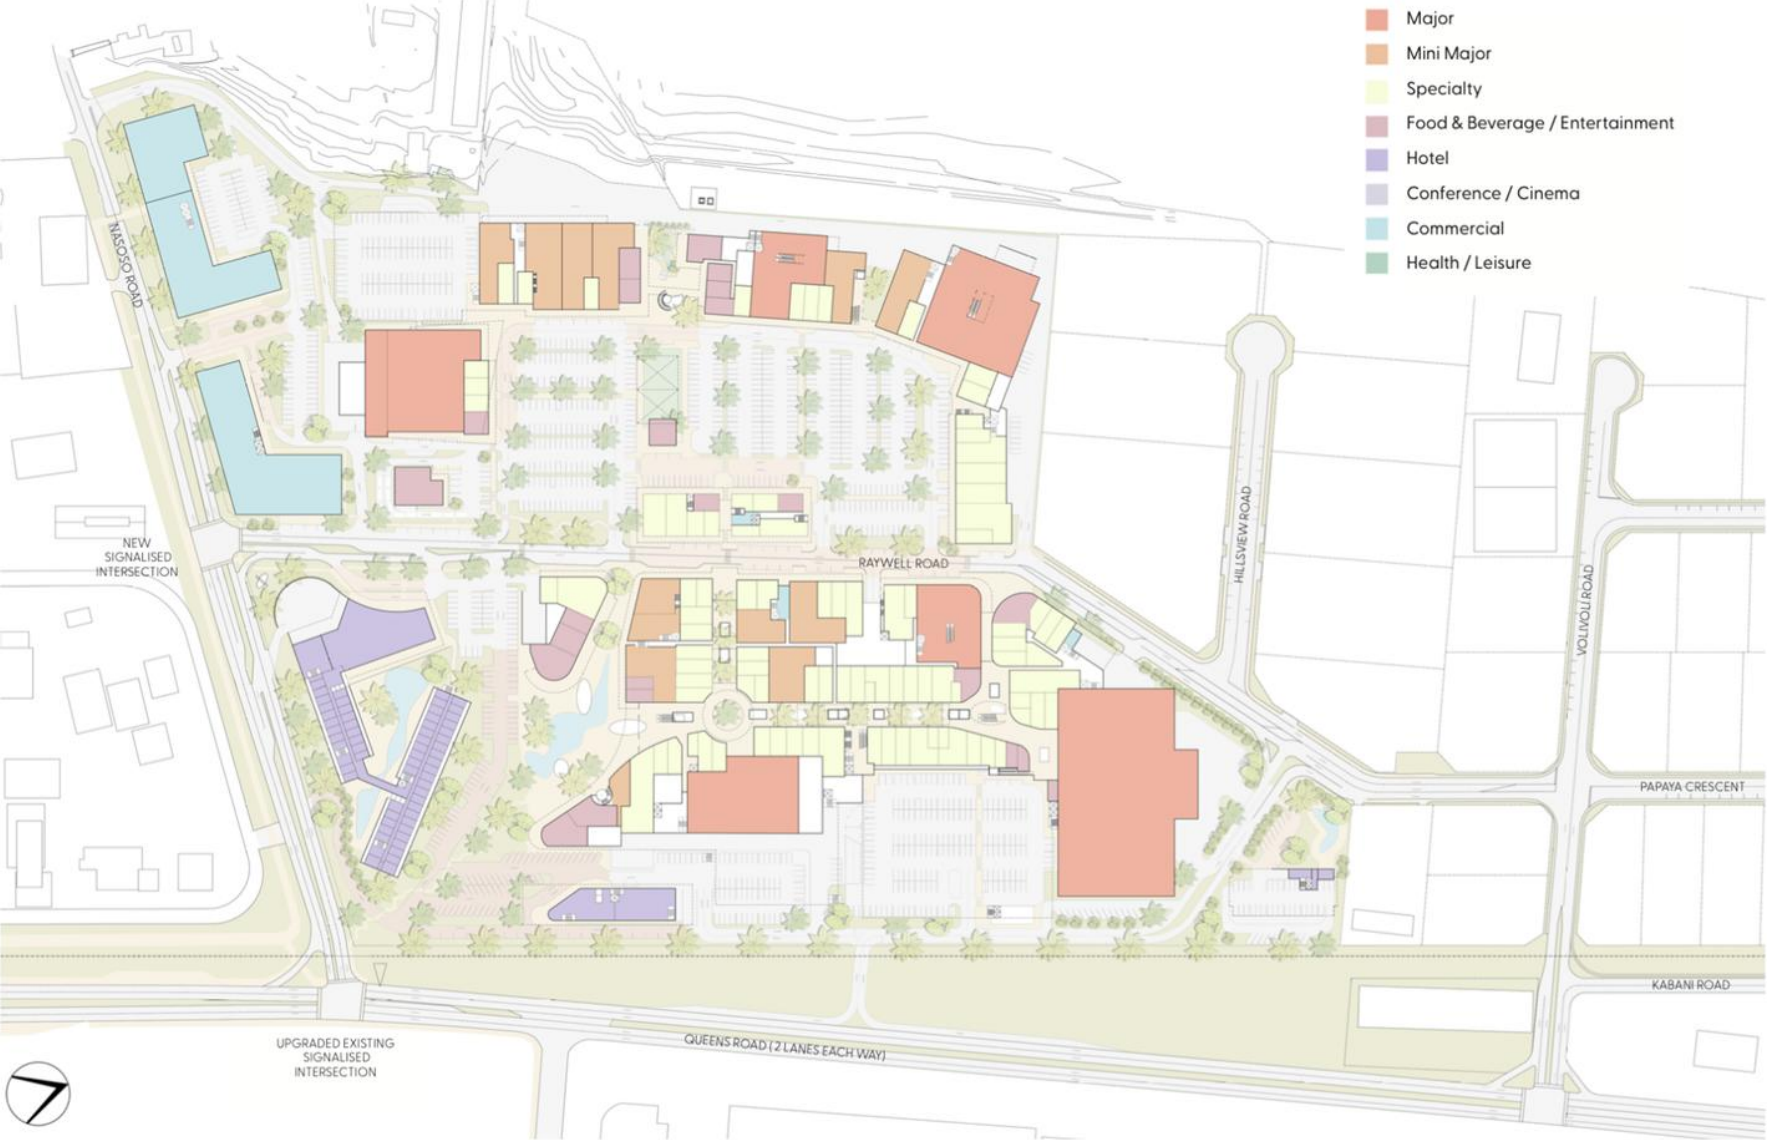 Major
Mini Major
Specialty
Food & Beverage / Entertainment
Hotel
Conference / Cinema
Commercial
Health / Leisure
NASOSO ROAD
NEW
SIGNALISED
INTERSECTION
RAYWELL ROAD
HILLSVIEW ROAD
VOLIVOLI ROAD
PAPAYA CRESCENT
KABANI ROAD
QUEENS ROAD (2 LANES EACH WAY)
UPGRADED EXISTING
SIGNALISED
INTERSECTION